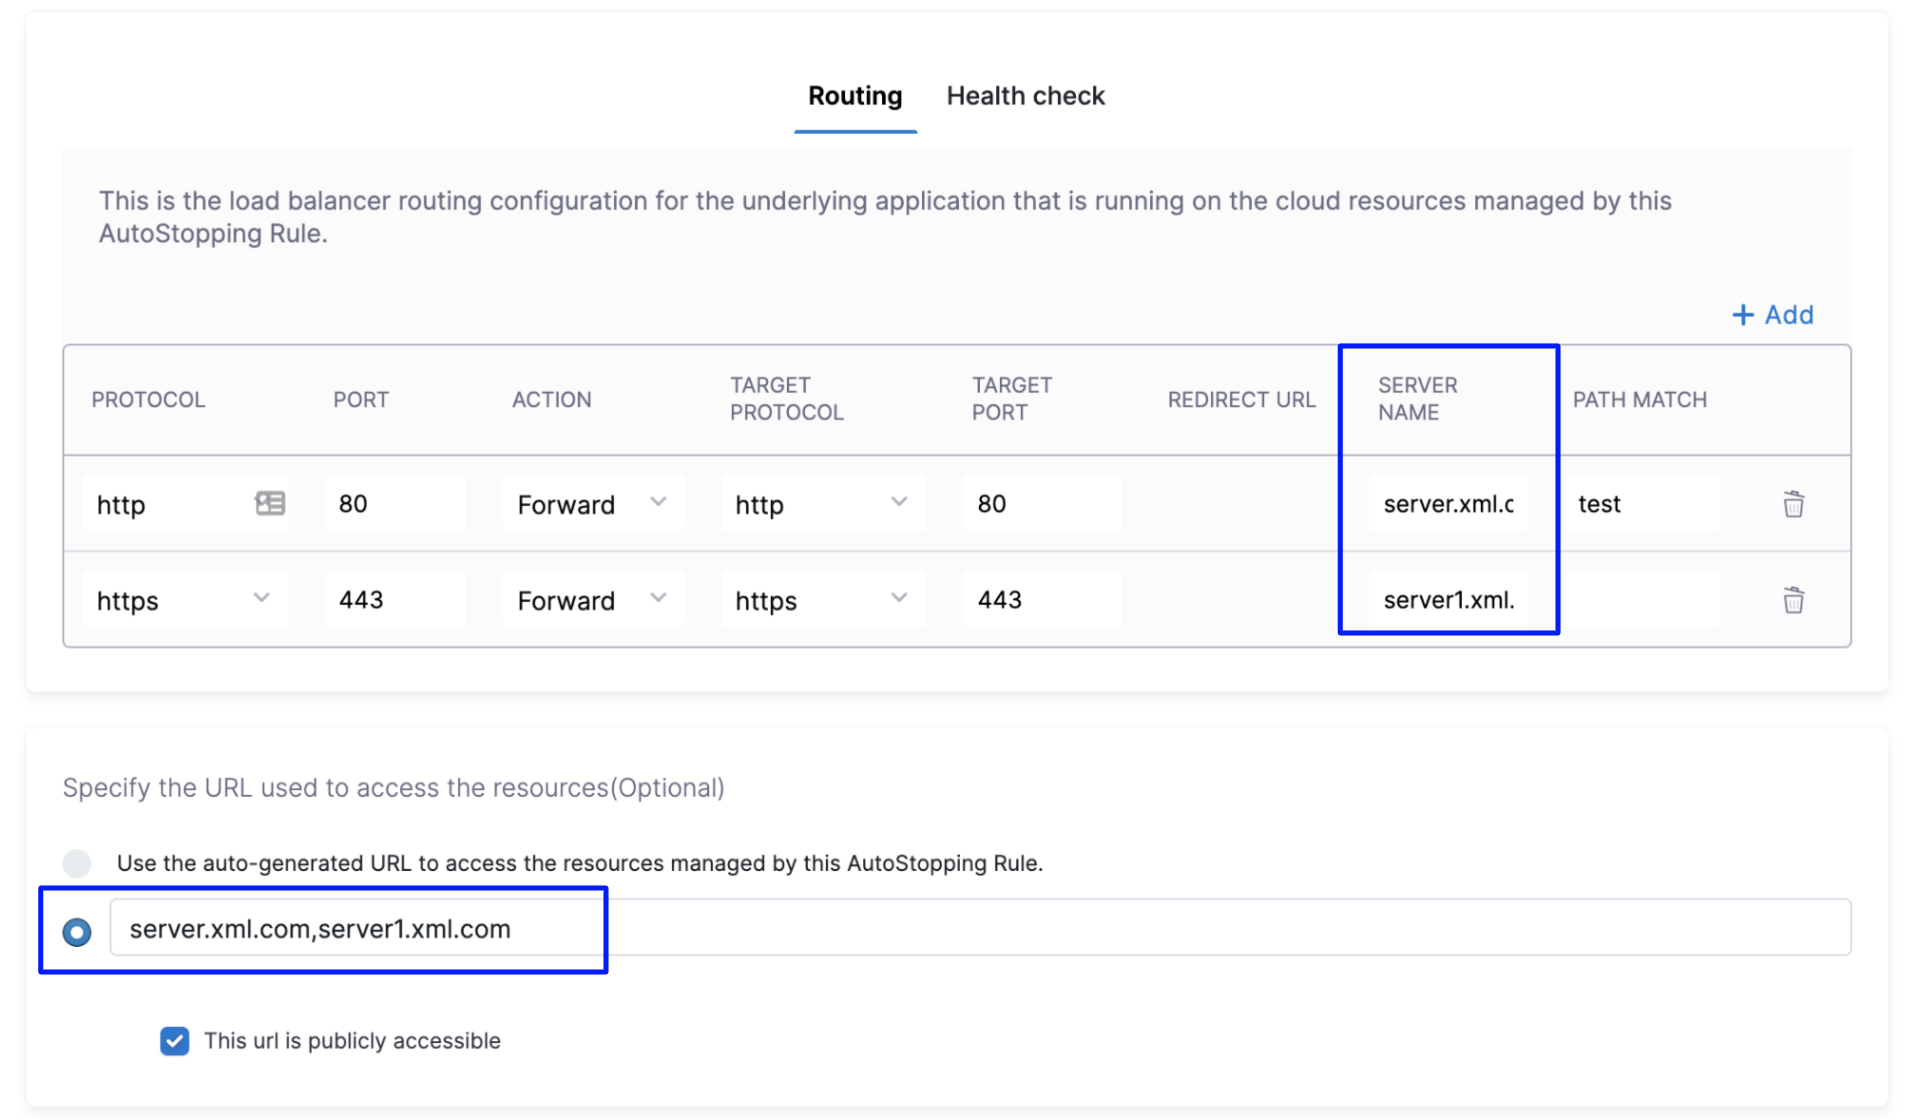 Routing Health check
This is the load balancer routing configuration for the underlying application that is running on the cloud resources managed by this
AutoStopping Rule.
+ Add
PROTOCOL PORT ACTION TARGET PROTOCOL TARGET PORT REDIRECT URL SERVER NAME PATH MATCH
http 80 Forward http 80 server.xml.c test
https 443 Forward https 443 server1.xml.
Specify the URL used to access the resources(Optional)
Use the auto-generated URL to access the resources managed by this AutoStopping Rule.
server.xml.com,server1.xml.com
This url is publicly accessible